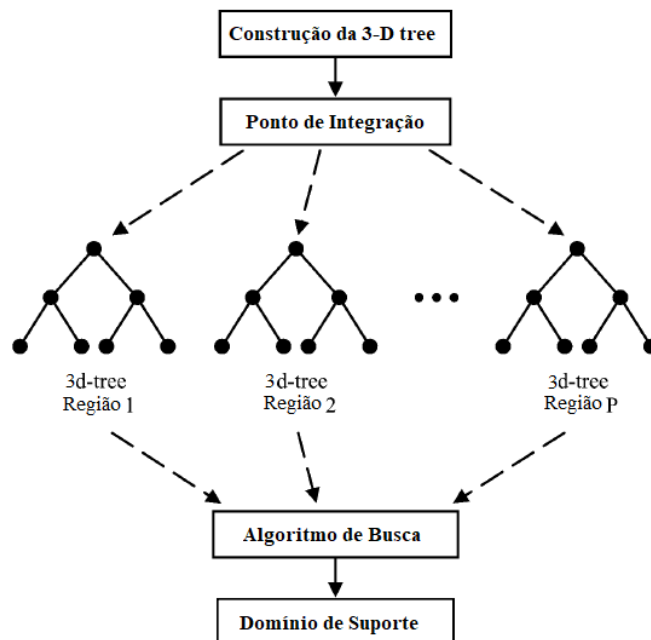 Construção da 3-D tree
Ponto de Integração
3d-tree
Região 1
3d-tree
Região 2
3d-tree
Região P
Algoritmo de Busca
Domínio de Suporte